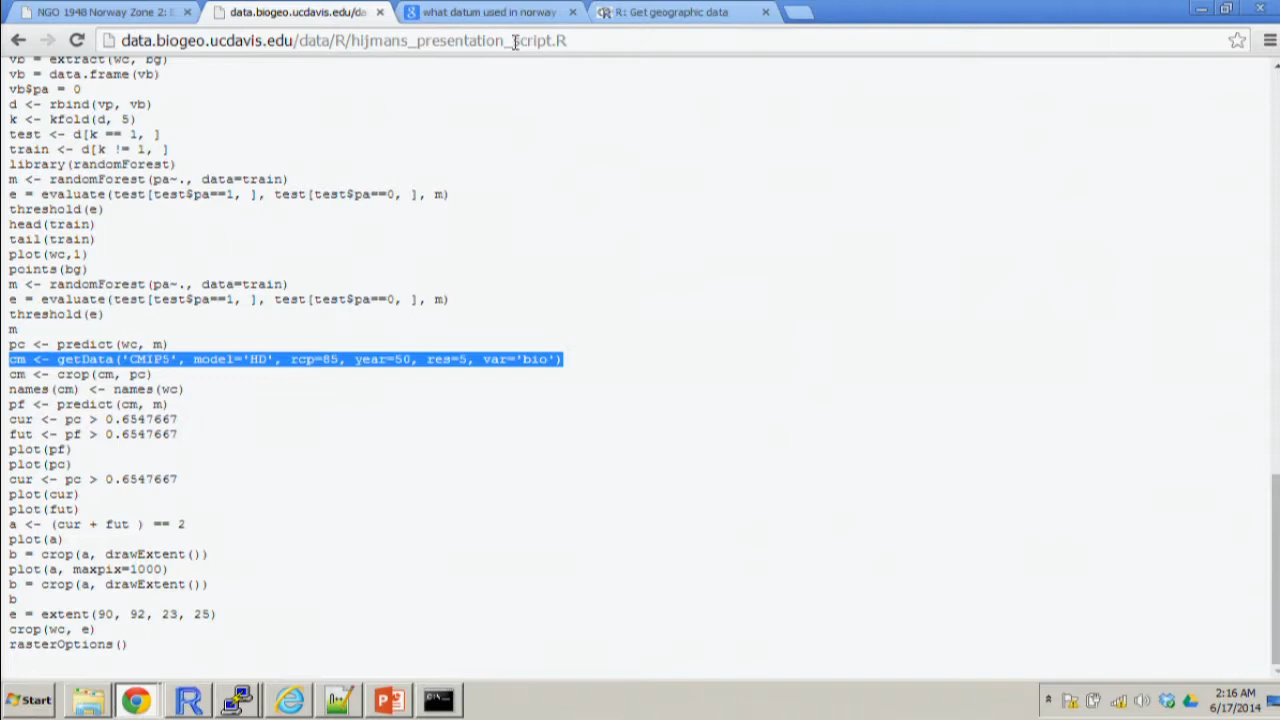 NGO 1948 Norway Zone 2: E
data.biogeo.ucdavis.edu/da
what datum used in norway
R: Get geographic data
data.biogeo.ucdavis.edu/data/R/hijmans_presentation_script.R
vb = extract(wc, bg)
vb = data.frame(vb)
vb$pa = 0
d <- rbind(vp, vb)
k <- kfold(d, 5)
test <- d[k == 1, ]
train <- d[k != 1, ]
library(randomForest)
m <- randomForest(pa~., data=train)
e = evaluate(test[test$pa==1, ], test[test$pa==0, ], m)
threshold(e)
head(train)
tail(train)
plot(wc,1)
points(bg)
m <- randomForest(pa~., data=train)
e = evaluate(test[test$pa==1, ], test[test$pa==0, ], m)
threshold(e)
m
pc <- predict(wc, m)
cm <- getData('CMIP5', model='HD', rcp=85, year=50, res=5, var='bio')
cm <- crop(cm, pc)
names(cm) <- names(wc)
pf <- predict(cm, m)
cur <- pc > 0.6547667
fut <- pf > 0.6547667
plot(pf)
plot(pc)
cur <- pc > 0.6547667
plot(cur)
plot(fut)
a <- (cur + fut ) == 2
plot(a)
b = crop(a, drawExtent())
plot(a, maxpix=1000)
b = crop(a, drawExtent())
b
e = extent(90, 92, 23, 25)
crop(wc, e)
rasterOptions()
Start
2:16 AM
6/17/2014